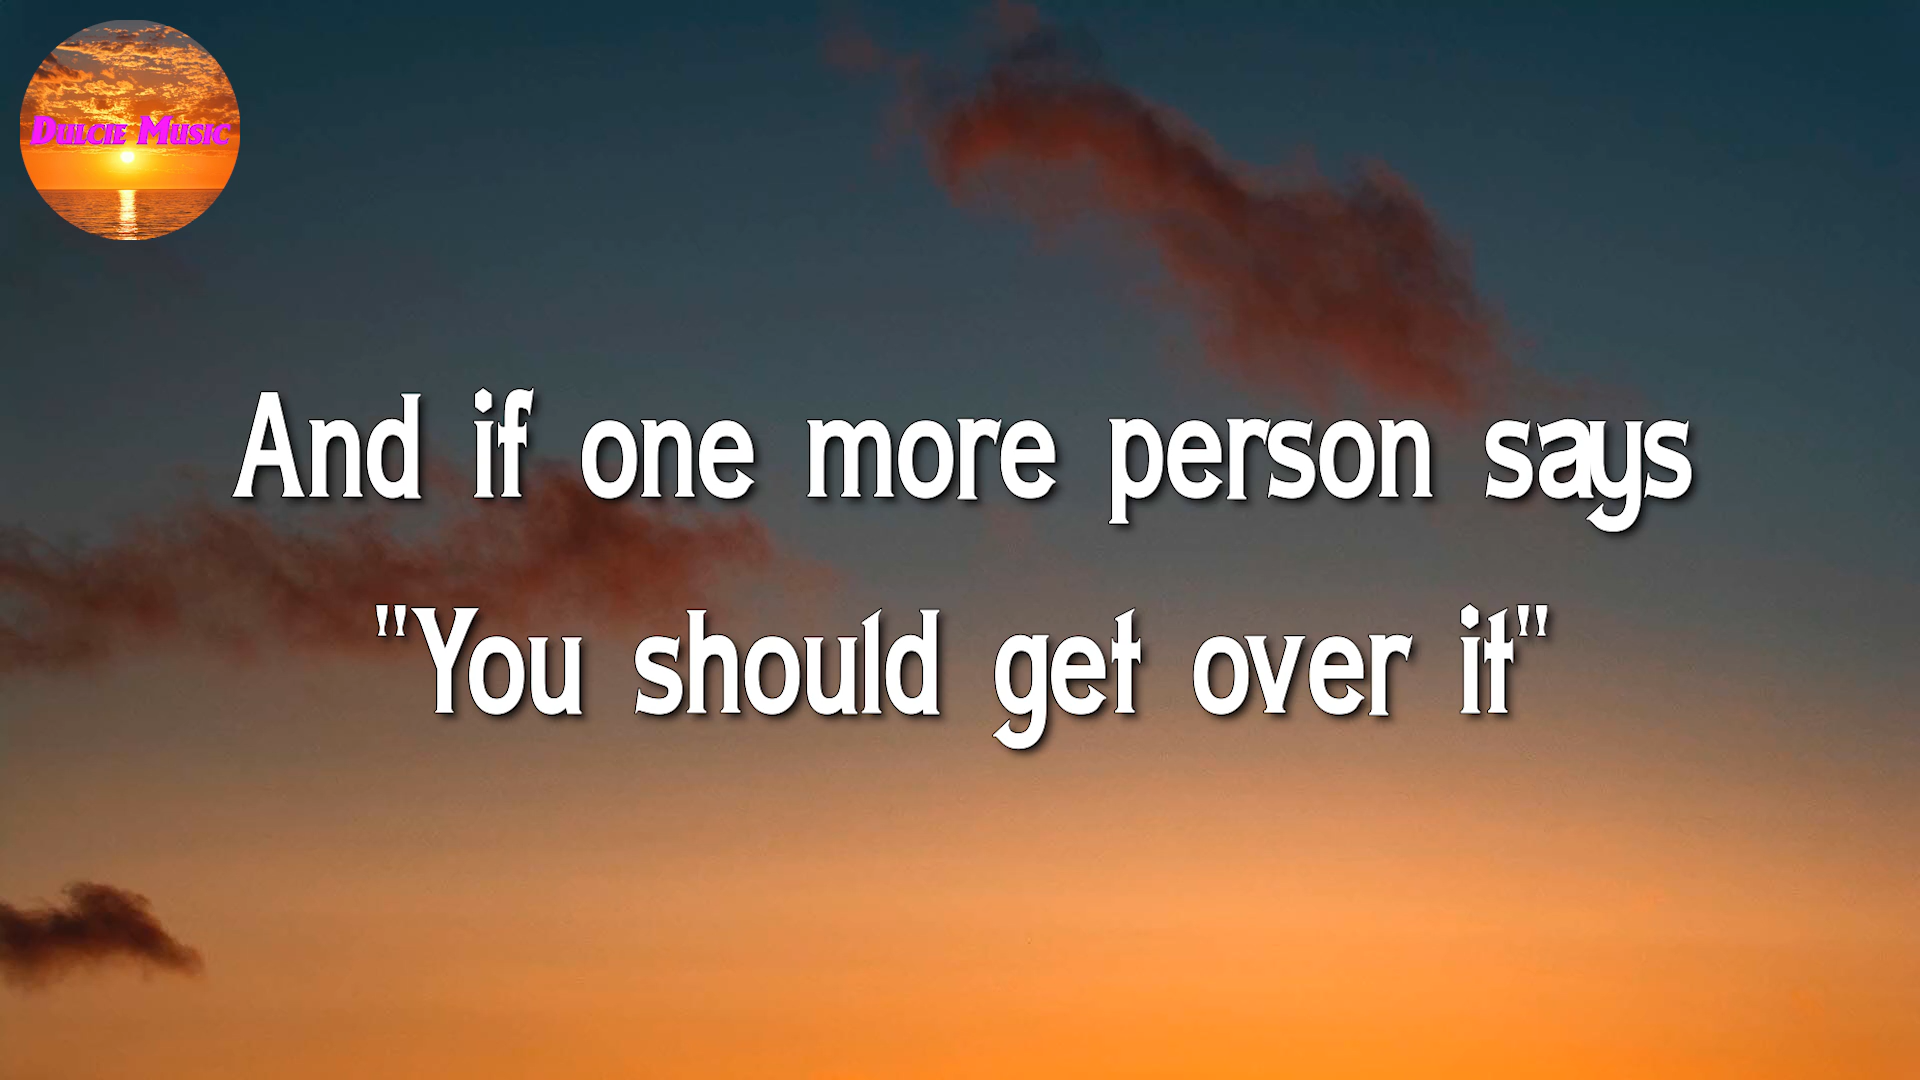 Dulcie Music
And if one more person says
"You should get over it"